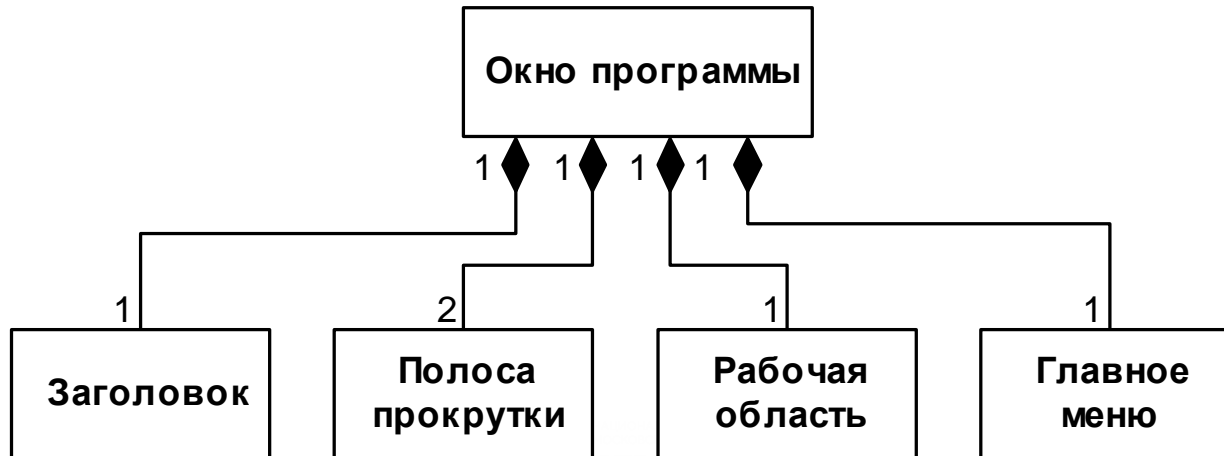 Окно программы
1 1 1 1
1 2 1 1
Заголовок
Полоса
прокрутки
Рабочая
область
Главное
меню